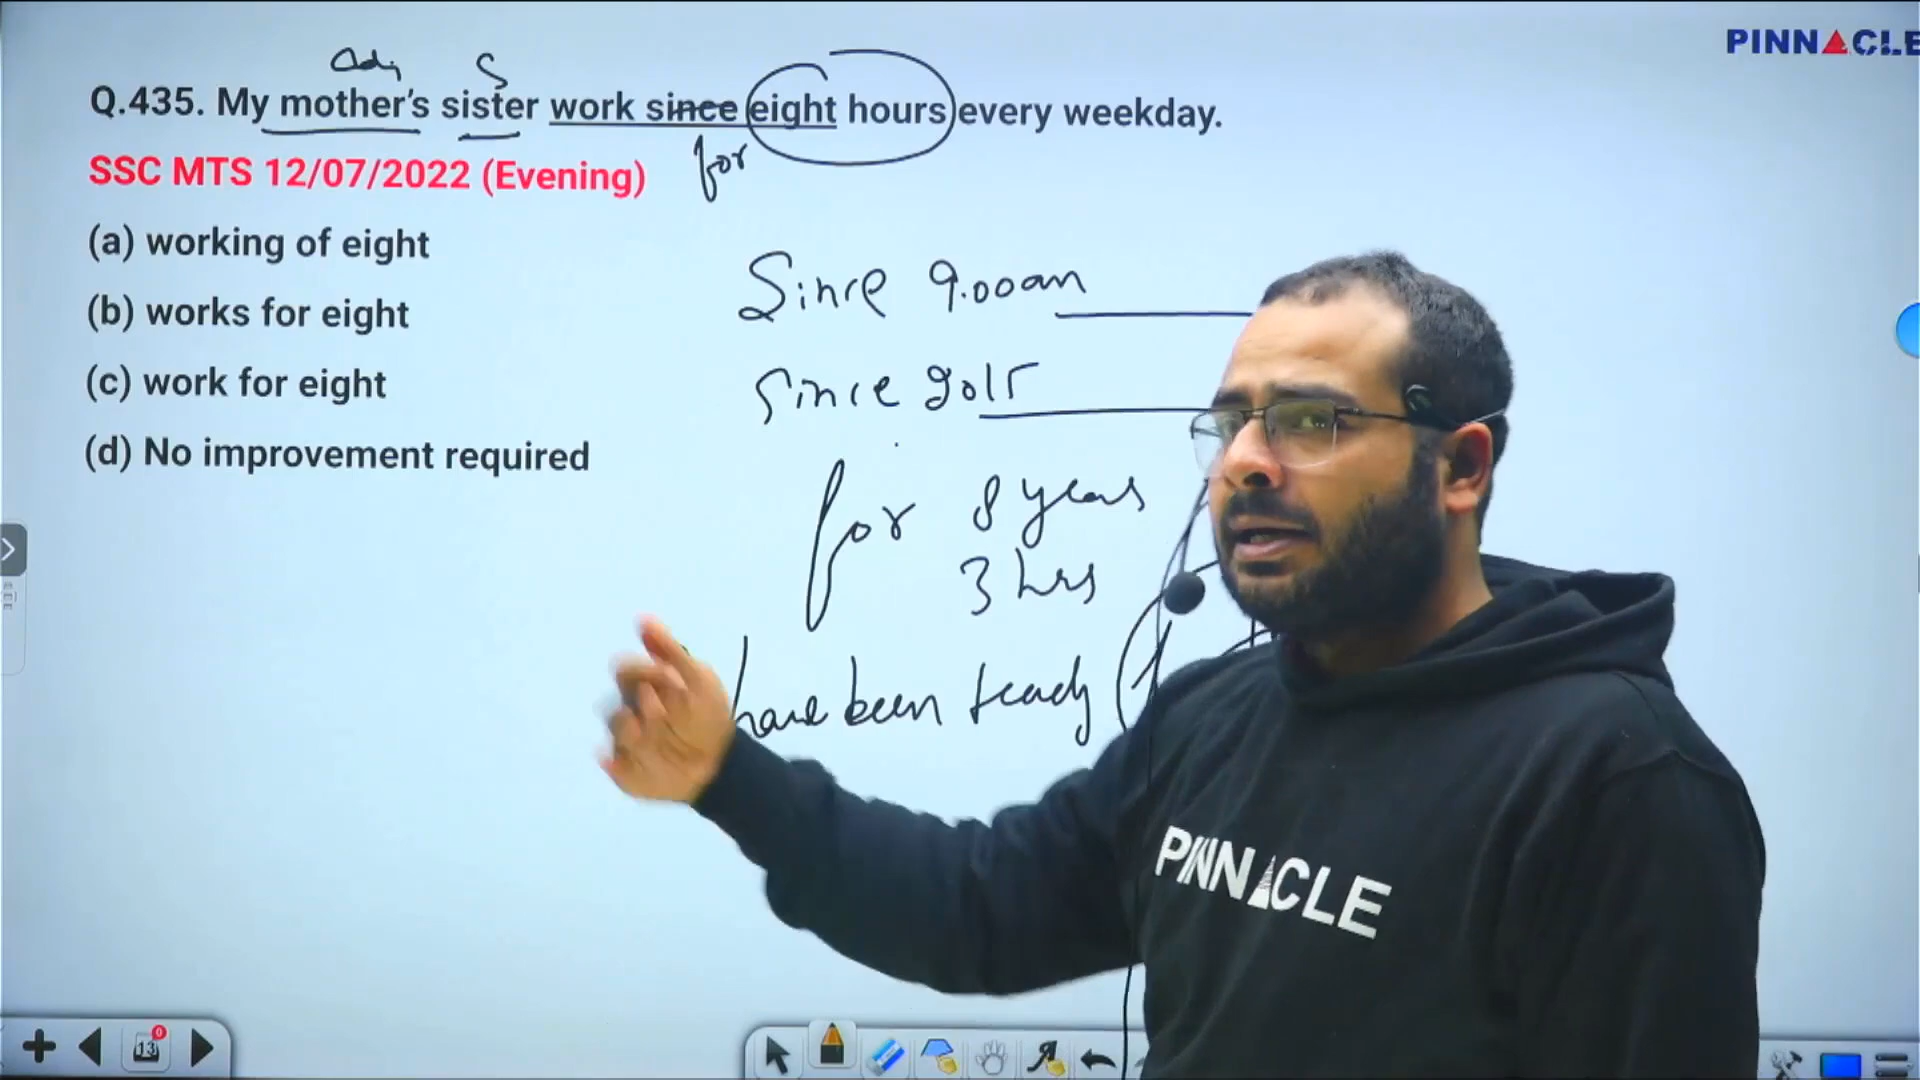 PINNACLE
Adj S
Q.435. My mother's sister work since eight hours every weekday.
for
SSC MTS 12/07/2022 (Evening)
(a) working of eight
(b) works for eight
(c) work for eight
(d) No improvement required
Since 9.00am
Since 2015
for 8 years
3 hrs
have been
PINNACLE
13
0